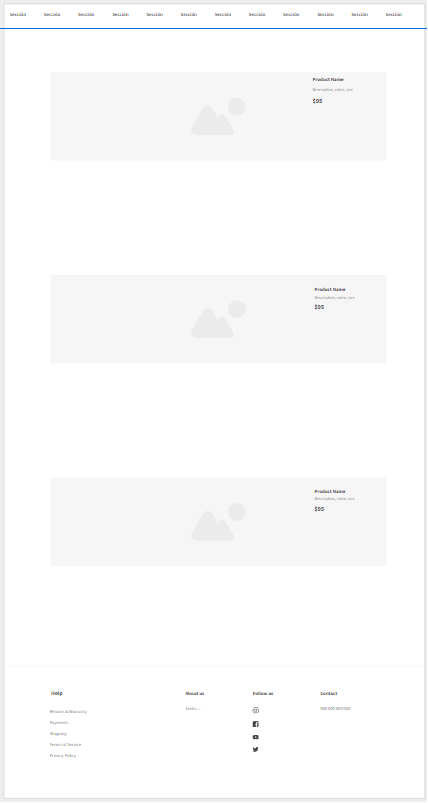 Sección Sección Sección Sección Sección Sección Sección Sección Sección Sección Sección Sección
Product Name
Description, color, size
$95
Product Name
Description, color, size
$95
Product Name
Description, color, size
$95
Help
Returns & Warranty
Payments
Shipping
Terms of Service
Privacy Policy
About us
Texto...
Follow us
Contact
000 000 000 000